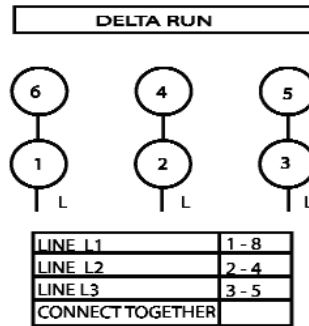 DELTA RUN
6 4 5
1 2 3
L L L
LINE L1 1 - 8
LINE L2 2 - 4
LINE L3 3 - 5
CONNECT TOGETHER